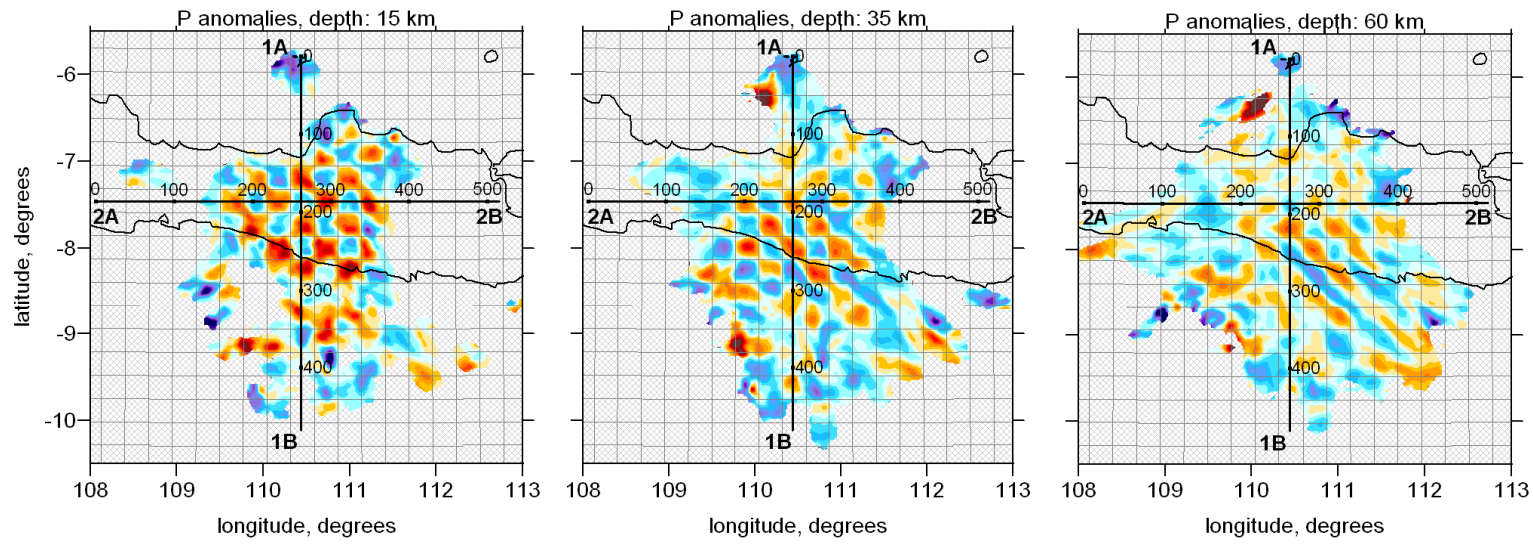 P anomalies, depth: 15 km
1A
0
-6
100
-7
0 100 200 300 400 500
2A 200 2B
-8
300
-9
400
-10
1B
108 109 110 111 112 113
longitude, degrees
latitude, degrees
P anomalies, depth: 35 km
1A
0
100
0 100 200 300 400 500
2A 200 2B
300
400
1B
108 109 110 111 112 113
longitude, degrees
P anomalies, depth: 60 km
1A
0
100
0 100 200 300 400 500
2A 200 2B
300
400
1B
108 109 110 111 112 113
longitude, degrees